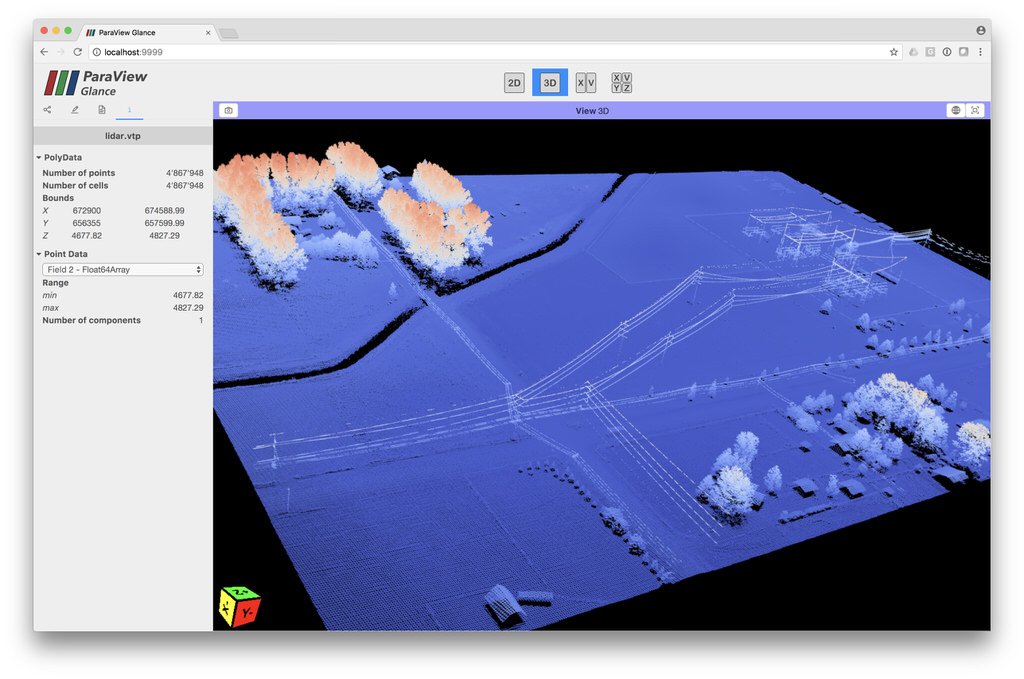 ParaView Glance
localhost:9999
ParaView
Glance
2D
3D
X V
X V
Y Z
View 3D
lidar.vtp
PolyData
Number of points 4'867'948
Number of cells 4'867'948
Bounds
X 672900 674588.99
Y 656355 657599.99
Z 4677.82 4827.29
Point Data
Field 2 - Float64Array
Range
min 4677.82
max 4827.29
Number of components 1
Z+
X-
Y-